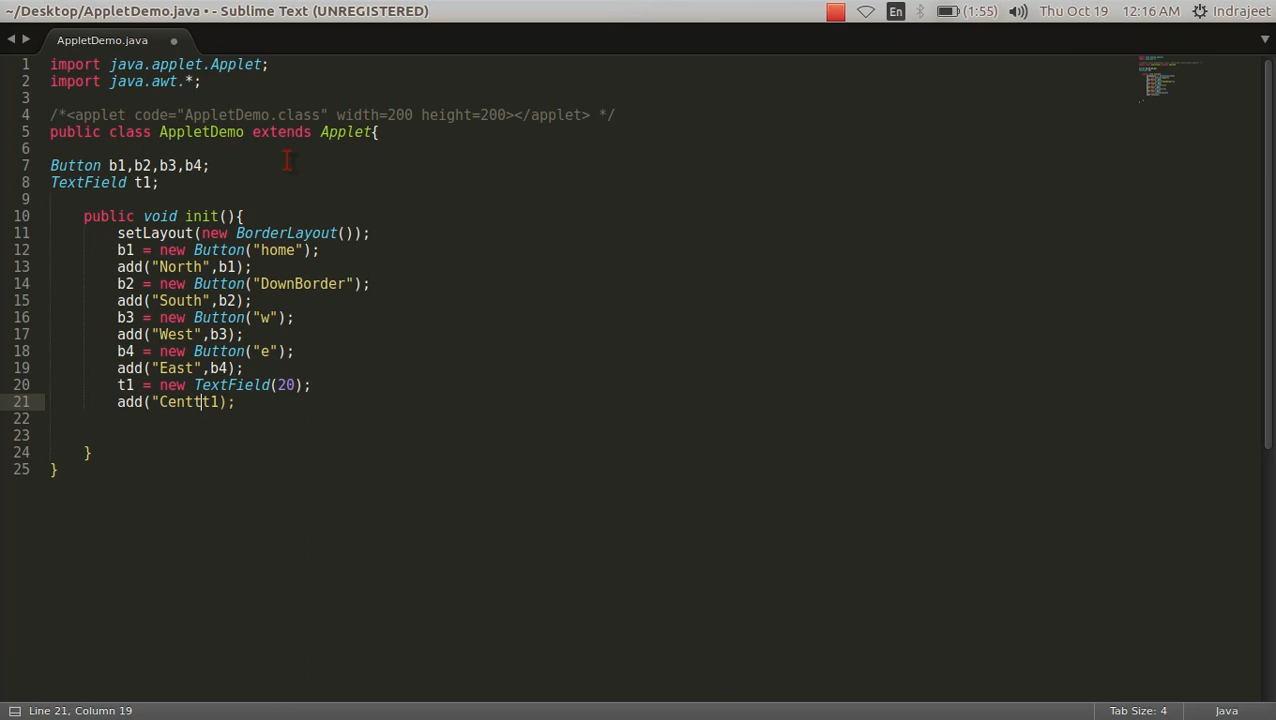 ~/Desktop/AppletDemo.java • - Sublime Text (UNREGISTERED) En (1:55) Thu Oct 19 12:16 AM Indrajeet
AppletDemo.java
1 import java.applet.Applet;
2 import java.awt.*;
3
4 /*<applet code="AppletDemo.class" width=200 height=200></applet> */
5 public class AppletDemo extends Applet{
6
7 Button b1,b2,b3,b4;
8 TextField t1;
9
10 public void init(){
11 setLayout(new BorderLayout());
12 b1 = new Button("home");
13 add("North",b1);
14 b2 = new Button("DownBorder");
15 add("South",b2);
16 b3 = new Button("w");
17 add("West",b3);
18 b4 = new Button("e");
19 add("East",b4);
20 t1 = new TextField(20);
21 add("Centtt1);
22
23
24 }
25 }
Line 21, Column 19 Tab Size: 4 Java